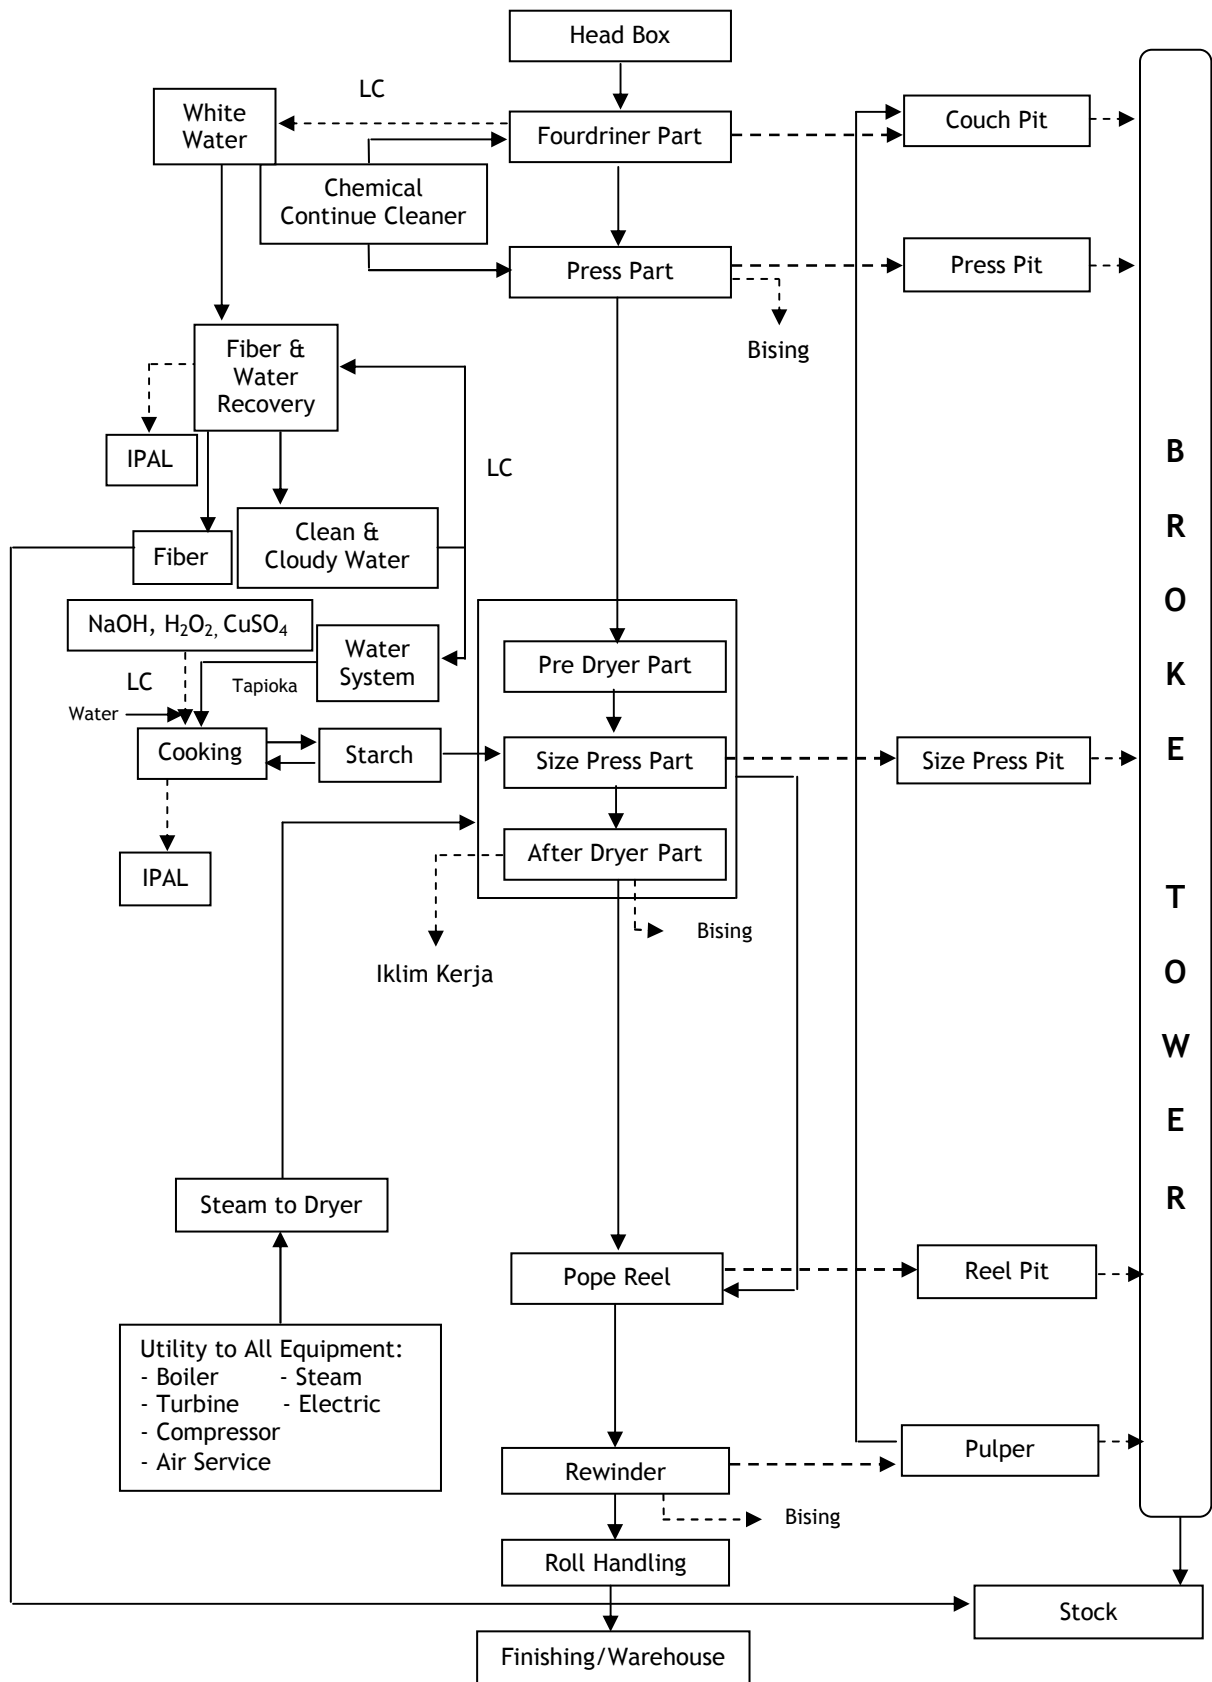 Head Box
LC
White
Water
Fourdriner Part
Couch Pit
Chemical
Continue Cleaner
Press Part
Press Pit
Bising
Fiber &
Water
Recovery
IPAL
LC
Clean &
Cloudy Water
Fiber
NaOH, H₂O₂, CuSO₄
Water
System
Pre Dryer Part
LC
Tapioka
Water
Cooking
Starch
Size Press Part
Size Press Pit
After Dryer Part
IPAL
Bising
Iklim Kerja
Steam to Dryer
Pope Reel
Reel Pit
Utility to All Equipment:
- Boiler - Steam
- Turbine - Electric
- Compressor
- Air Service
Pulper
Rewinder
Bising
Roll Handling
Stock
Finishing/Warehouse
B
R
O
K
E
T
O
W
E
R